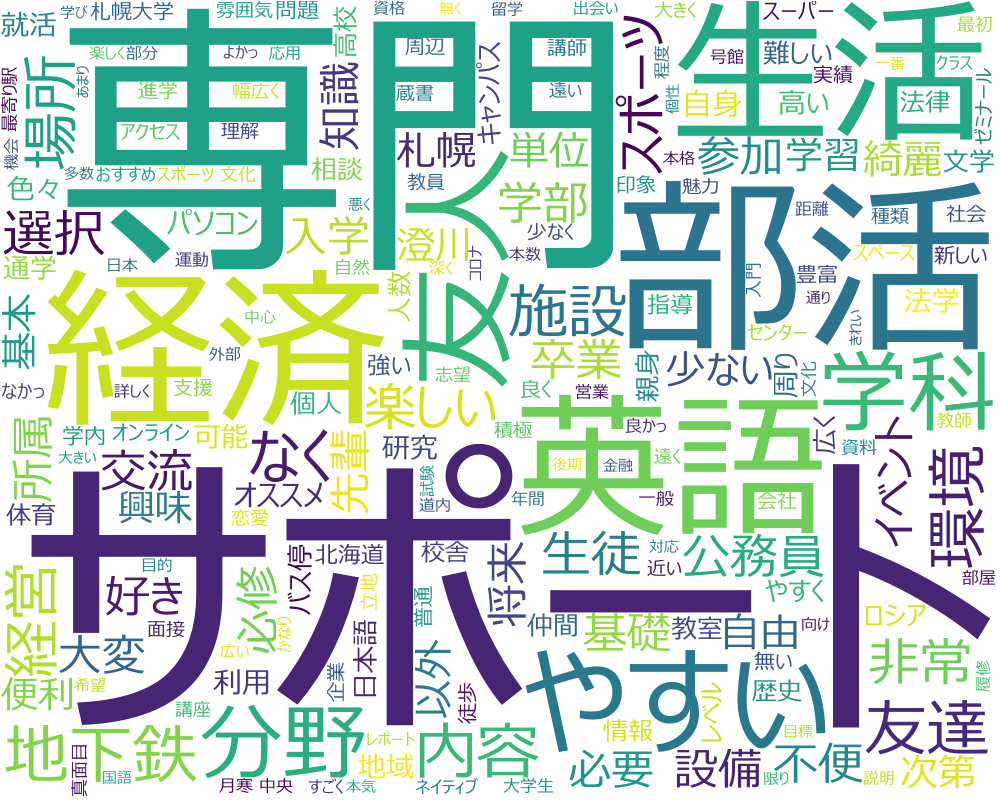 就活
学び
札幌大学
雰囲気
問題
資格
無く
留学
出会い
大きく
スーパー
最初
楽しく
部分
よかっ
応用
高校
周辺
講師
程度
号館
難しい
一番
クラス
専門
生活
場所
最寄り駅
機会
あまり
進学
幅広く
知識
蔵書
遠い
キャンパス
スポーツ
個性
自身
実績
高い
法律
ゼミナール
アクセス
理解
札幌
単位
本格
参加
学習
綺麗
文学
多数
おすすめ
スポーツ
文化
相談
教員
学部
印象
魅力
色々
選択
パソコン
悪く
入学
澄川
少なく
距離
種類
社会
通学
日本
運動
自然
深く
コロナ
本数
友人
部活
入門
豊富
スペース
新しい
通り
基本
経済
中心
外部
人数
施設
指導
法学
センター
きれい
強い
志望
卒業
親身
少ない
周り
文化
学科
なかっ
詳しく
支援
個人
楽しい
良く
営業
教師
所属
学内
オンライン
大きい
可能
先輩
研究
積極
良かっ
英語
広く
資料
イベント
環境
交流
なく
興味
オススメ
恋愛
試験
道内
年間
後期
金融
遠く
一般
会社
体育
サポート
北海道
校舎
将来
生徒
対応
近い
公務員
やすく
部屋
経営
好き
目的
面接
必修
バス停
立地
普通
仲間
基礎
教室
自由
向け
ロシア
大変
広い
かなり
日本語
以外
徒歩
やすい
無い
歴史
非常
履修
便利
希望
利用
企業
講座
分野
情報
レベル
友達
地下鉄
レポート
地域
内容
必要
設備
目標
不便
次第
真面目
国語
月寒
中央
すごく
本気
ネイティブ
大学生
限り
説明